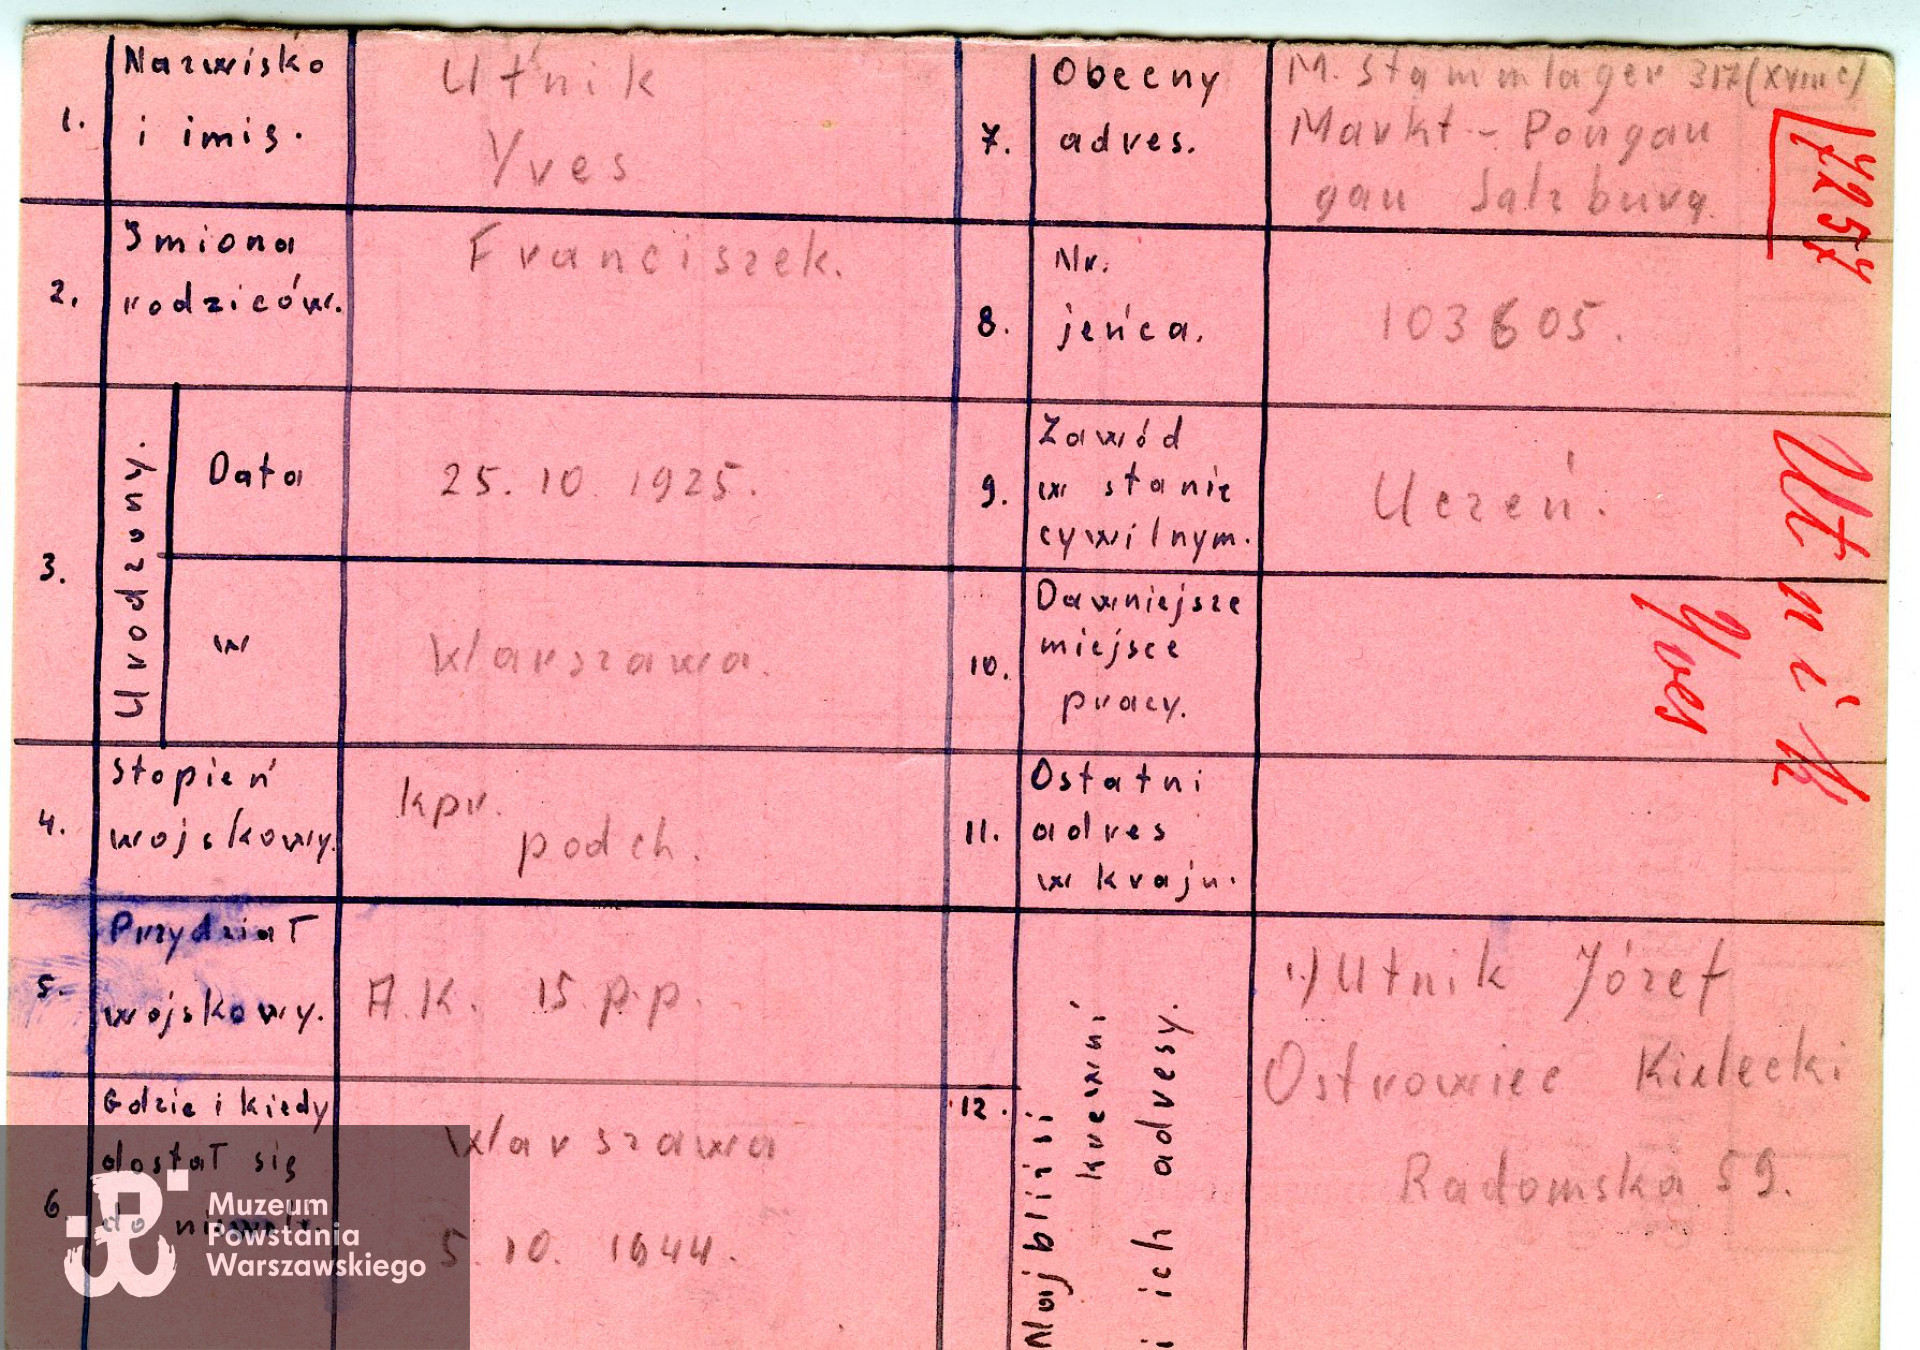 1. Nazwisko
i imię.
Utnik
Yves
2. Imiona
rodziców.
Franciszek.
3. Urodzony.
Data
25. 10. 1925.
w
Warszawa.
4. Stopień
wojskowy.
kpr.
podch.
5. Przydział
wojskowy.
A.K. 15 p.p.
6 Gdzie i kiedy
dostał się
do niewoli.
Warszawa
5. 10. 1944.
7. Obecny
adres.
M. Stammlager 317 (XVIII C)
Markt - Pongau
gau Salzburg.
8. Nr.
jeńca.
103605.
9. Zawód
w stanie
cywilnym.
Uczeń.
10. Dawniejsze
miejsce
pracy.
11. Ostatni
adres
w kraju.
12. Najbliżsi
krewni
i ich adresy.
1.) Utnik Józef
Ostrowiec Kielecki
Radomska 59.
7257
Utnik
Yves
Muzeum
Powstania
Warszawskiego